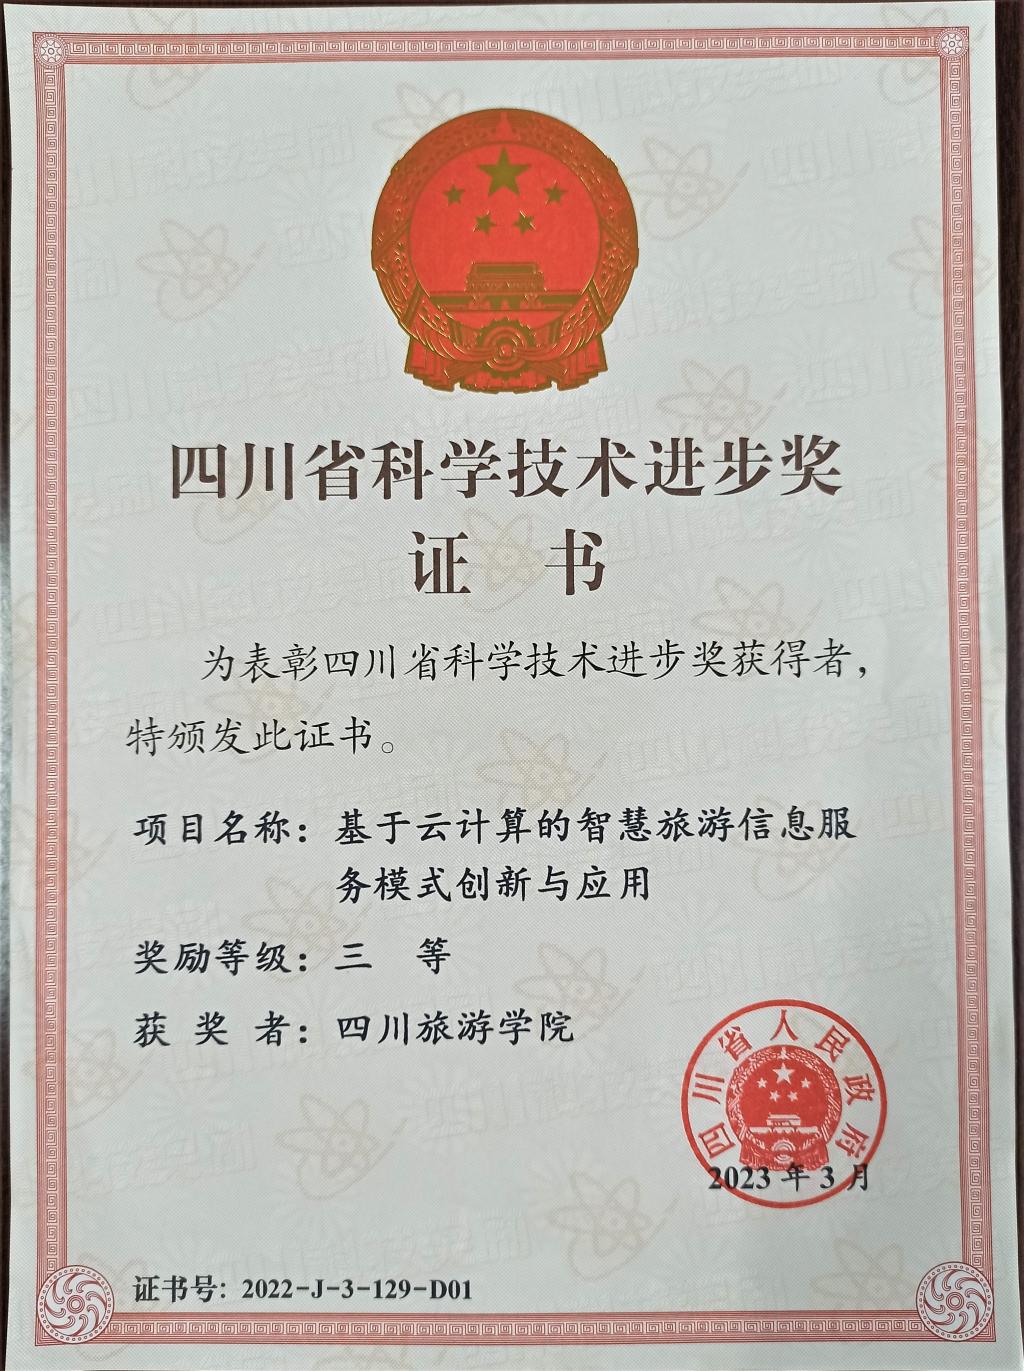 四川省科学技术进步奖
证 书
为表彰四川省科学技术进步奖获得者，
特颁发此证书。
项目名称：基于云计算的智慧旅游信息服
务模式创新与应用
奖励等级：三 等
获 奖 者：四川旅游学院
四川省人民政府
2023 年 3 月
证书号：2022-J-3-129-D01